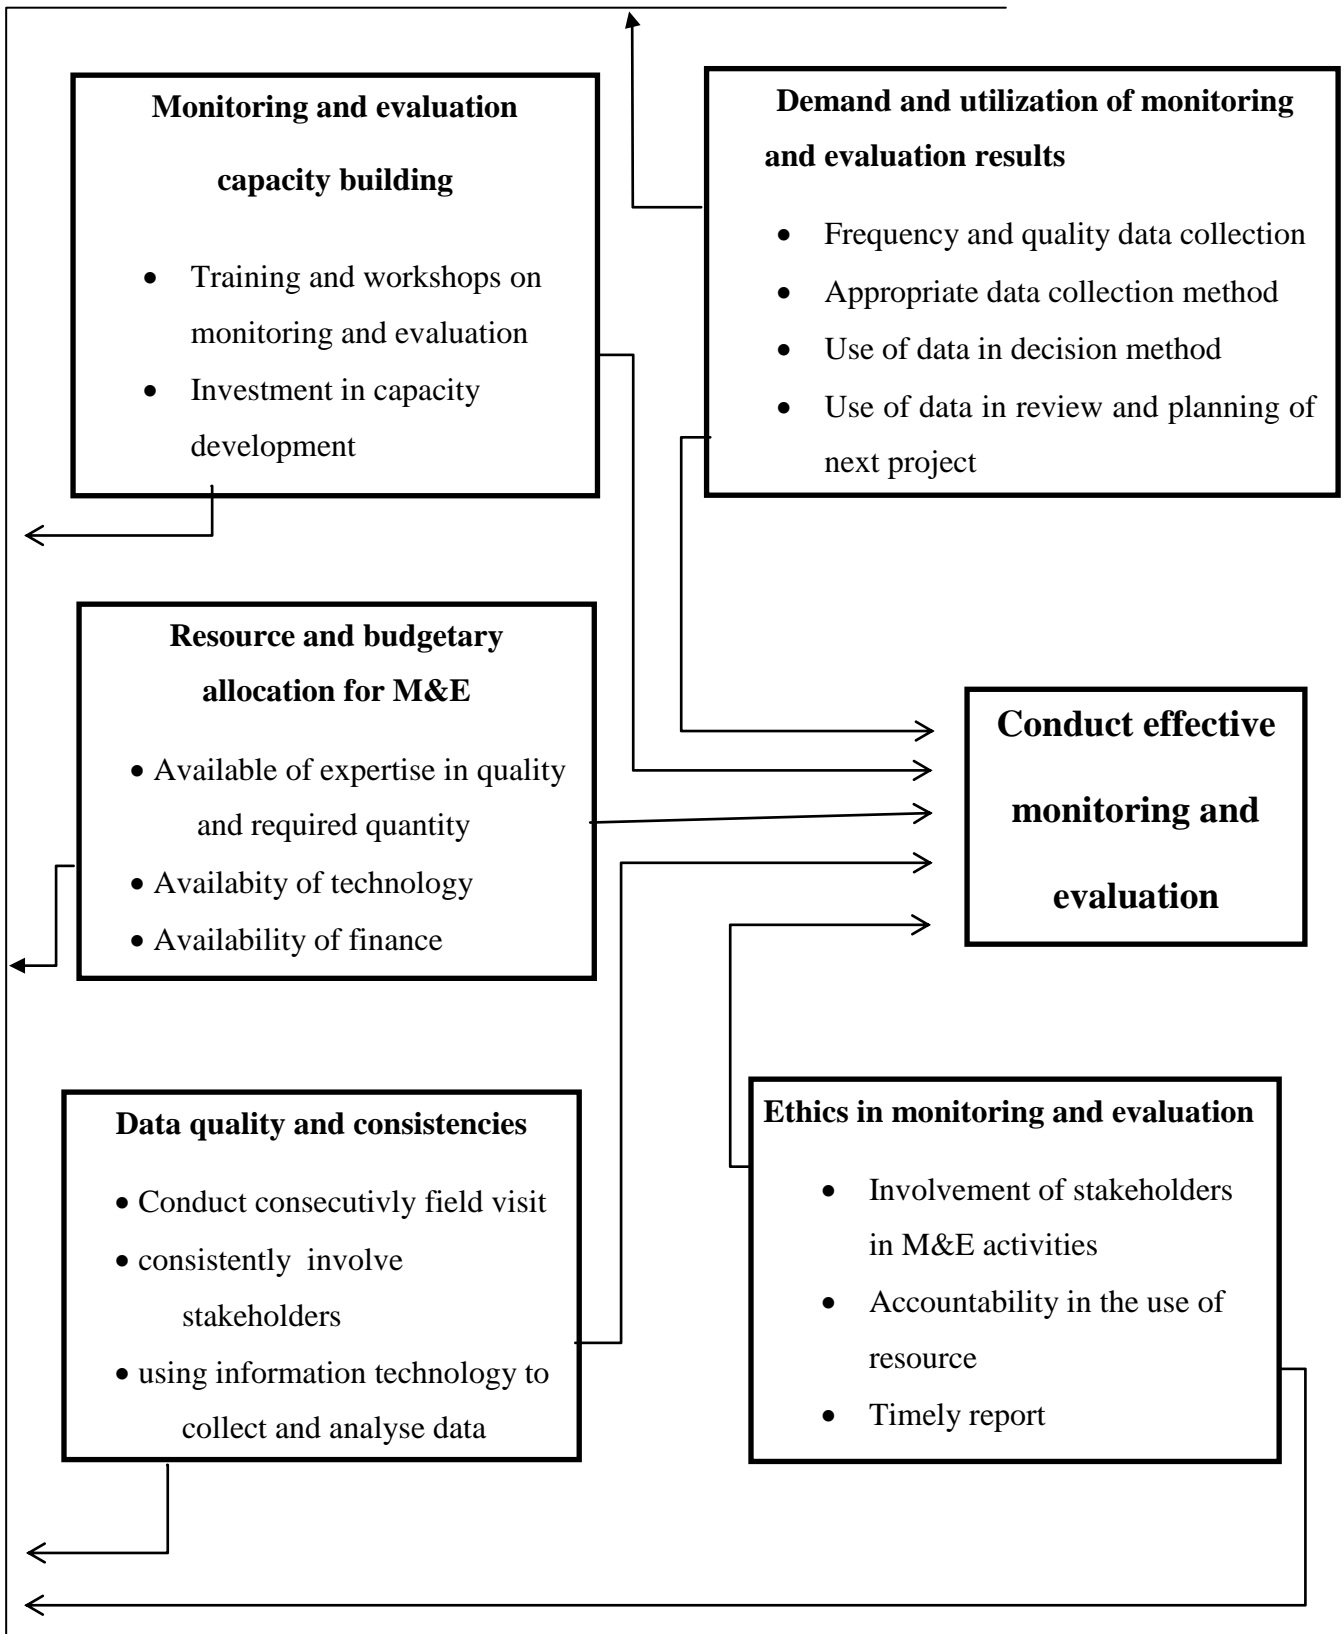 Monitoring and evaluation
capacity building
• Training and workshops on
monitoring and evaluation
• Investment in capacity
development
Demand and utilization of monitoring
and evaluation results
• Frequency and quality data collection
• Appropriate data collection method
• Use of data in decision method
• Use of data in review and planning of
next project
Resource and budgetary
allocation for M&E
• Available of expertise in quality
and required quantity
• Availabity of technology
• Availability of finance
Conduct effective
monitoring and
evaluation
Data quality and consistencies
• Conduct consecutivly field visit
• consistently involve
stakeholders
• using information technology to
collect and analyse data
Ethics in monitoring and evaluation
• Involvement of stakeholders
in M&E activities
• Accountability in the use of
resource
• Timely report